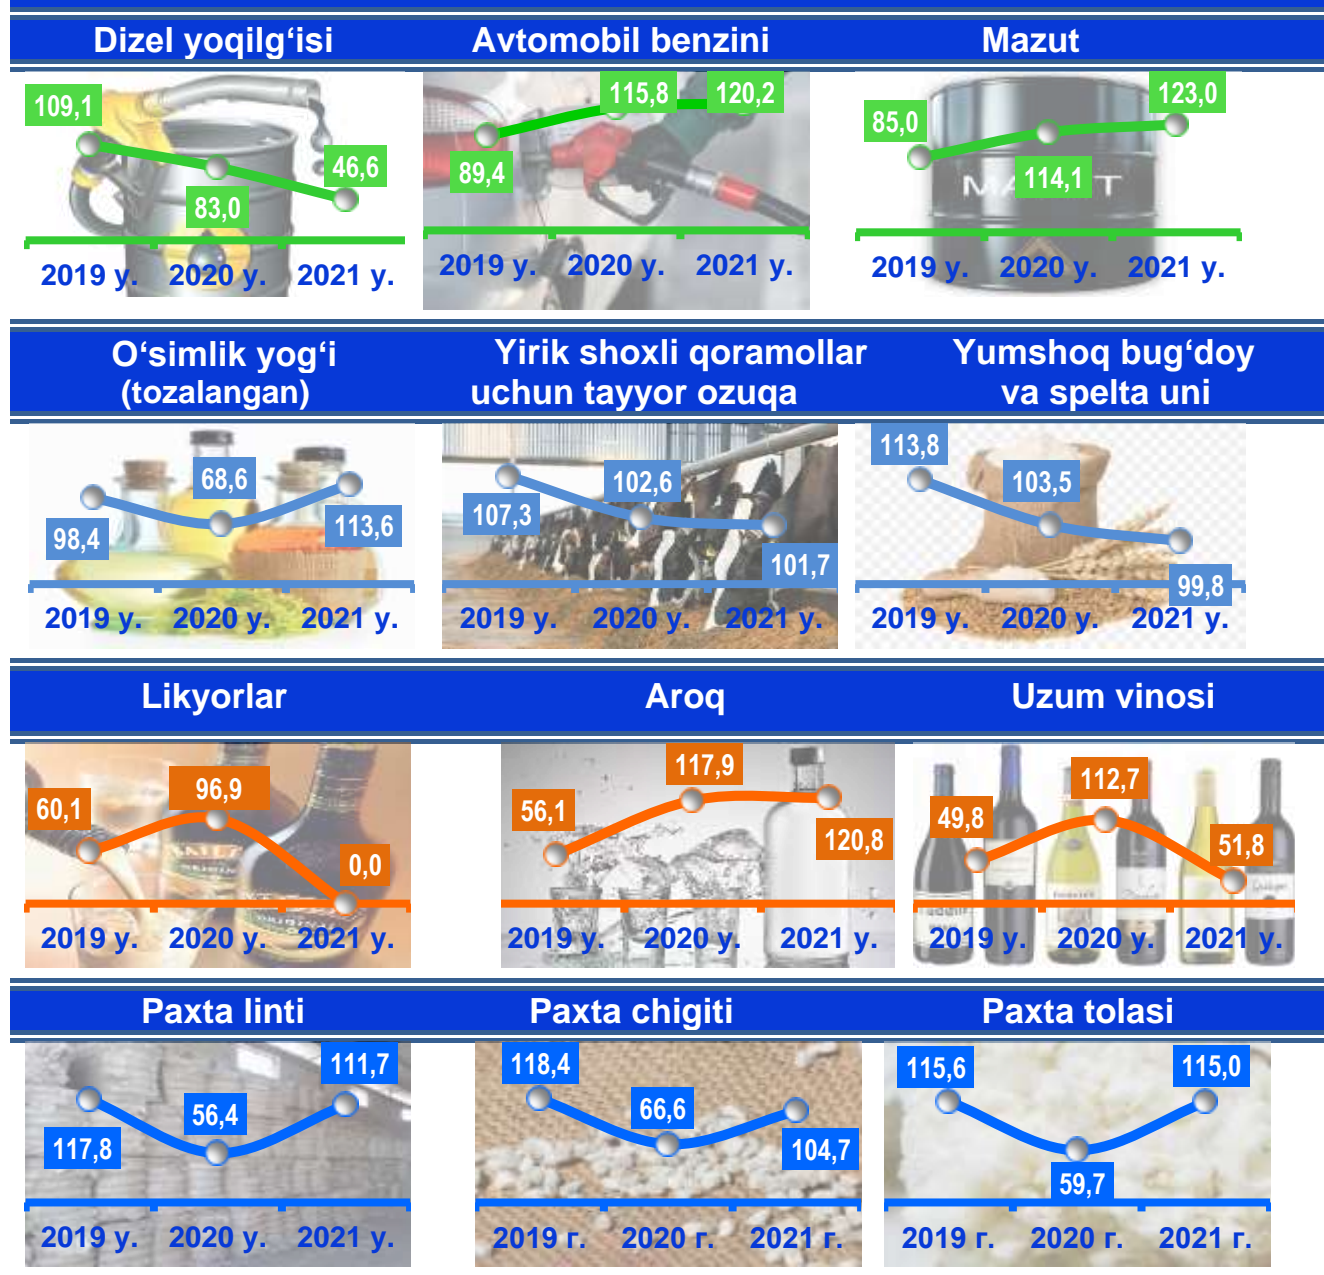 Dizel yoqilg‘isi
Avtomobil benzini
Mazut
109,1
83,0
46,6
2019 y. 2020 y. 2021 y.
89,4
115,8
120,2
2019 y. 2020 y. 2021 y.
85,0
114,1
123,0
2019 y. 2020 y. 2021 y.
O‘simlik yog‘i
(tozalangan)
Yirik shoxli qoramollar
uchun tayyor ozuqa
Yumshoq bug‘doy
va spelta uni
98,4
68,6
113,6
2019 y. 2020 y. 2021 y.
107,3
102,6
101,7
2019 y. 2020 y. 2021 y.
113,8
103,5
99,8
2019 y. 2020 y. 2021 y.
Likyorlar
Aroq
Uzum vinosi
60,1
96,9
0,0
2019 y. 2020 y. 2021 y.
56,1
117,9
120,8
2019 y. 2020 y. 2021 y.
49,8
112,7
51,8
2019 y. 2020 y. 2021 y.
Paxta linti
Paxta chigiti
Paxta tolasi
117,8
56,4
111,7
2019 y. 2020 y. 2021 y.
118,4
66,6
104,7
2019 г. 2020 г. 2021 г.
115,6
59,7
115,0
2019 г. 2020 г. 2021 г.